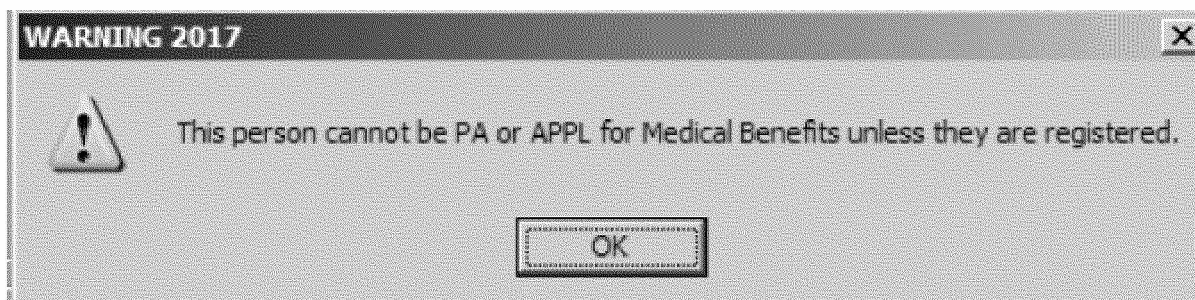 WARNING 2017
This person cannot be PA or APPL for Medical Benefits unless they are registered.
OK